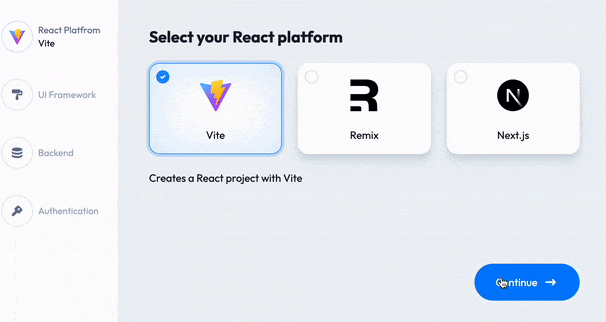 React Platfrom
Vite
UI Framework
Backend
Authentication
Select your React platform
Vite
Remix
N
Next.js
Creates a React project with Vite
Continue